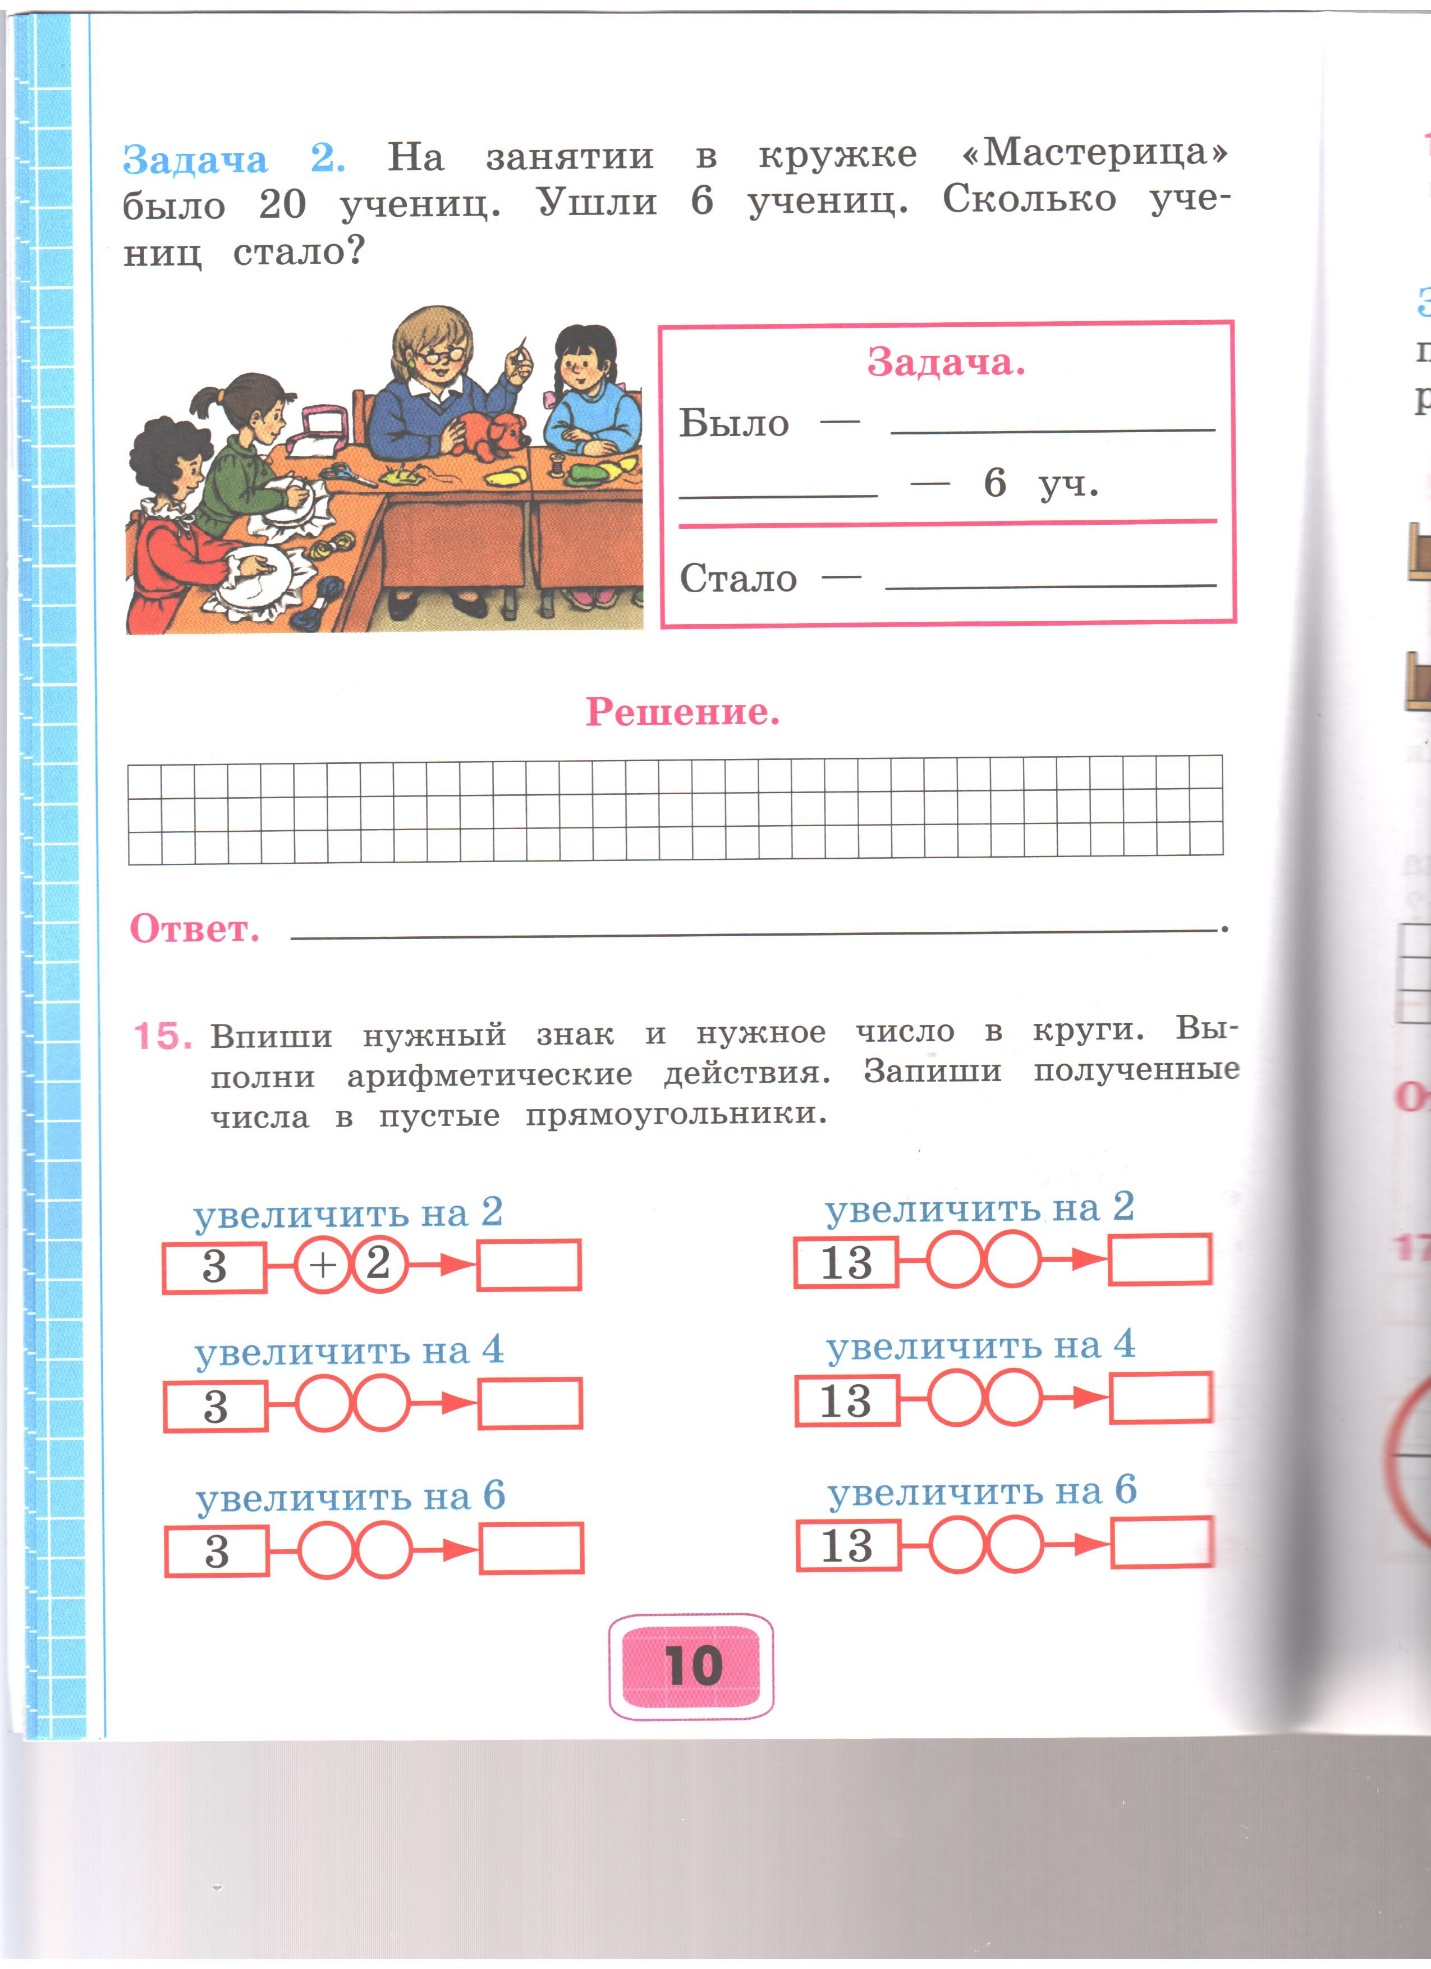 Задача 2. На занятии в кружке «Мастерица»
было 20 учениц. Ушли 6 учениц. Сколько уче-
ниц стало?
Задача.
Было —
— 6 уч.
Стало —
Решение.
Ответ. .
15. Впиши нужный знак и нужное число в круги. Вы-
полни арифметические действия. Запиши полученные
числа в пустые прямоугольники.
увеличить на 2
3 + 2
увеличить на 2
13
увеличить на 4
3
увеличить на 4
13
увеличить на 6
3
увеличить на 6
13
10